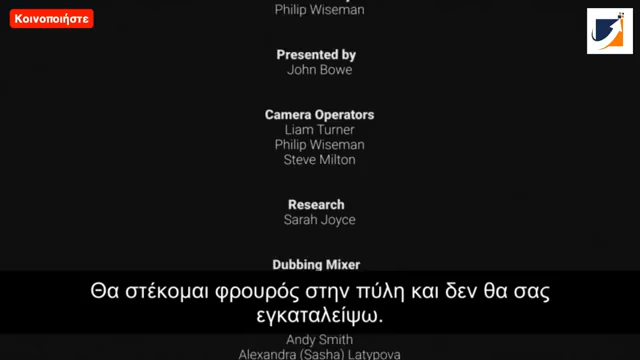 Κοινοποιήστε
Philip Wiseman
Presented by
John Bowe
Camera Operators
Liam Turner
Philip Wiseman
Steve Milton
Research
Sarah Joyce
Dubbing Mixer
Θα στέκομαι φρουρός στην πύλη και δεν θα σας
εγκαταλείψω.
Andy Smith
Alexandra (Sasha) Latypova